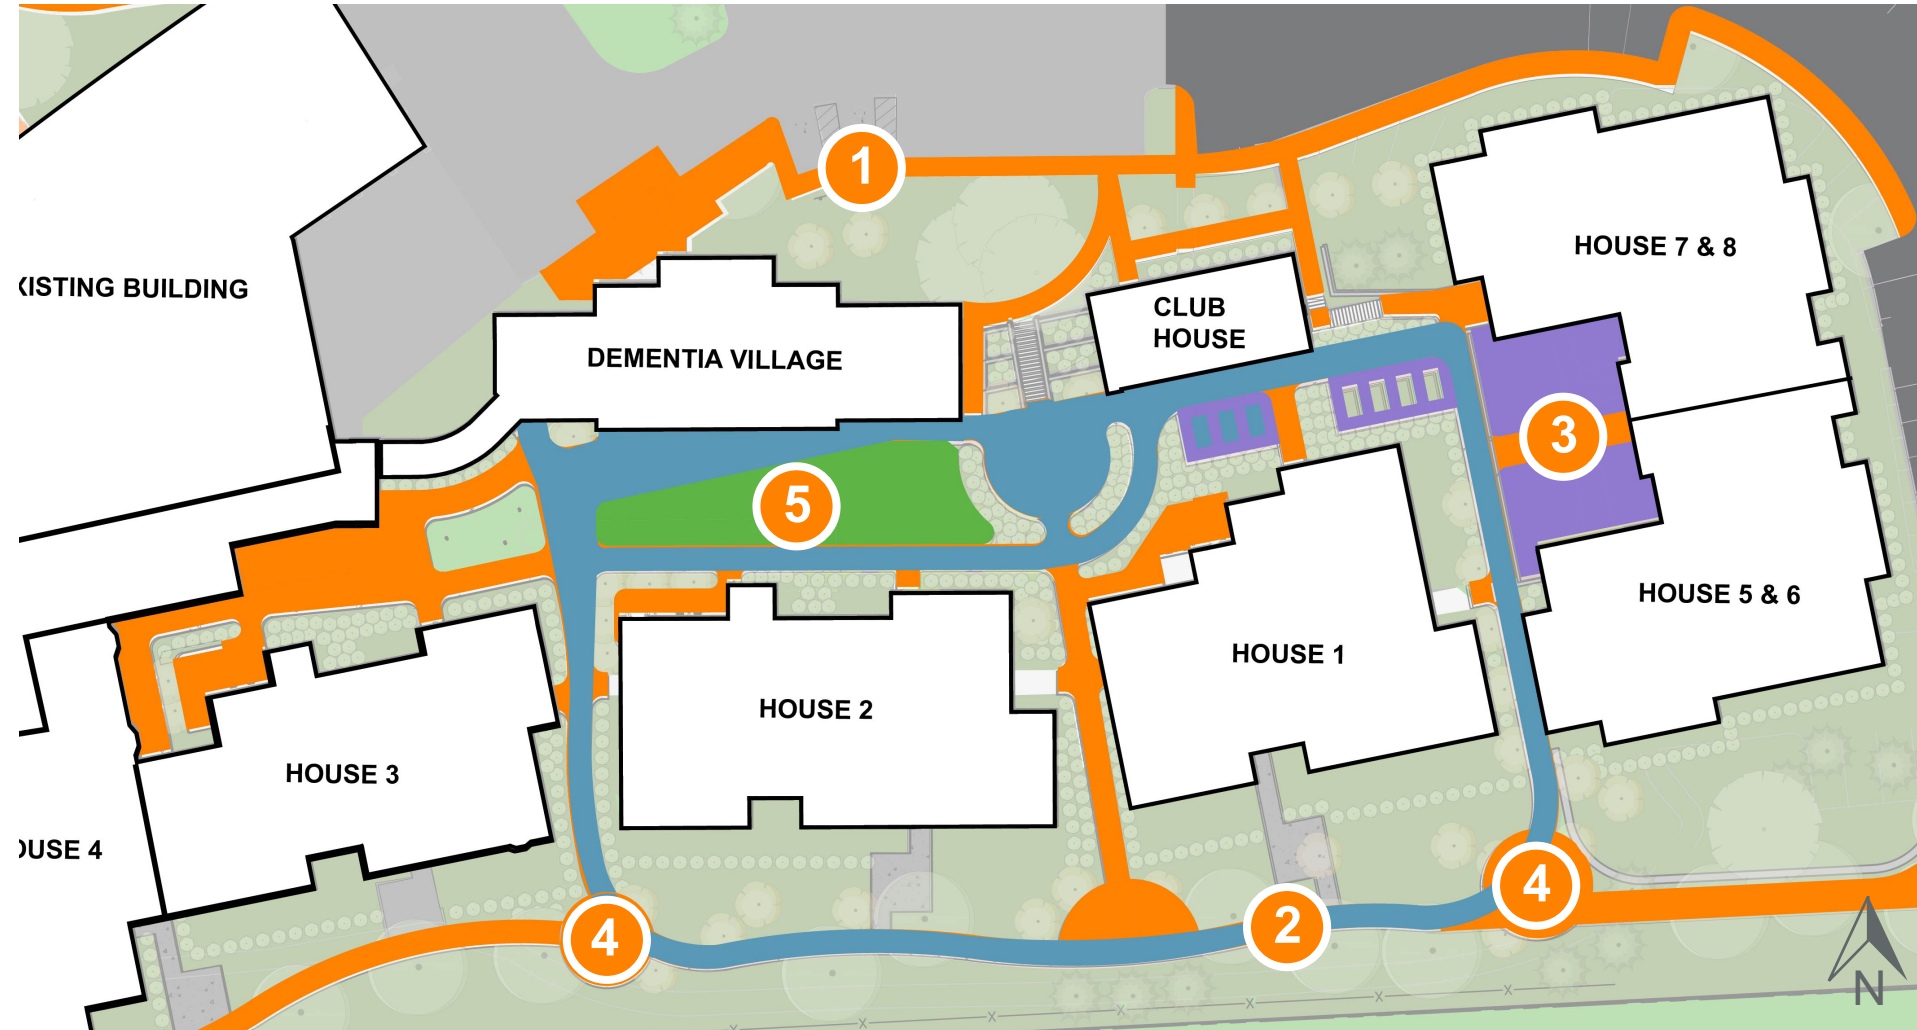 1
HOUSE 7 & 8
XISTING BUILDING
CLUB
HOUSE
DEMENTIA VILLAGE
3
5
HOUSE 5 & 6
HOUSE 1
HOUSE 2
HOUSE 3
OUSE 4
4
2
4
N